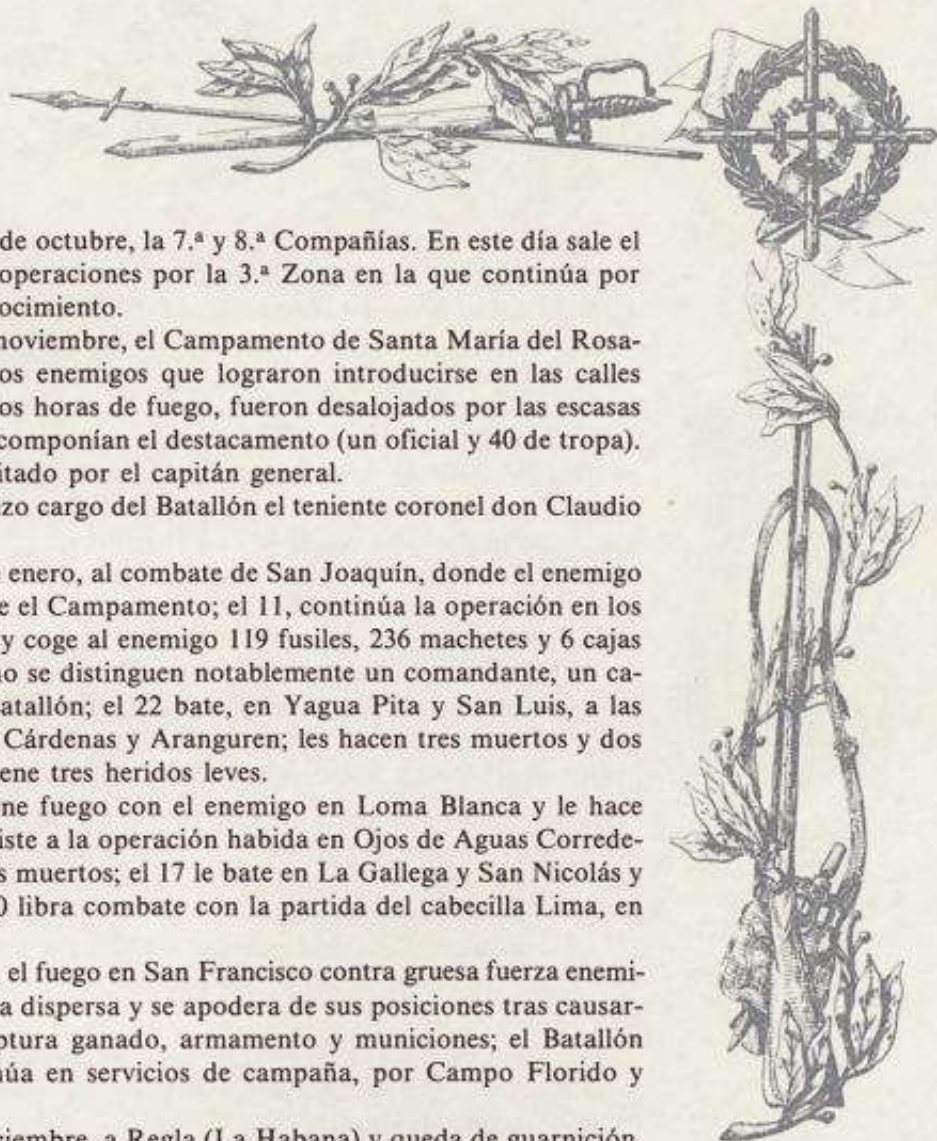 de octubre, la 7.ª y 8.ª Compañías. En este día sale el
operaciones por la 3.ª Zona en la que continúa por
ocimiento.
noviembre, el Campamento de Santa María del Rosa-
os enemigos que lograron introducirse en las calles
os horas de fuego, fueron desalojados por las escasas
componían el destacamento (un oficial y 40 de tropa).
itado por el capitán general.
izo cargo del Batallón el teniente coronel don Claudio
e enero, al combate de San Joaquín, donde el enemigo
e el Campamento; el 11, continúa la operación en los
y coge al enemigo 119 fusiles, 236 machetes y 6 cajas
no se distinguen notablemente un comandante, un ca-
atallón; el 22 bate, en Yagua Pita y San Luis, a las
Cárdenas y Aranguren; les hacen tres muertos y dos
ene tres heridos leves.
ne fuego con el enemigo en Loma Blanca y le hace
iste a la operación habida en Ojos de Aguas Correde-
s muertos; el 17 le bate en La Gallega y San Nicolás y
0 libra combate con la partida del cabecilla Lima, en
el fuego en San Francisco contra gruesa fuerza enemi-
a dispersa y se apodera de sus posiciones tras causar-
ptura ganado, armamento y municiones; el Batallón
núa en servicios de campaña, por Campo Florido y
ciembre, a Regla (La Habana) y queda de guarnición